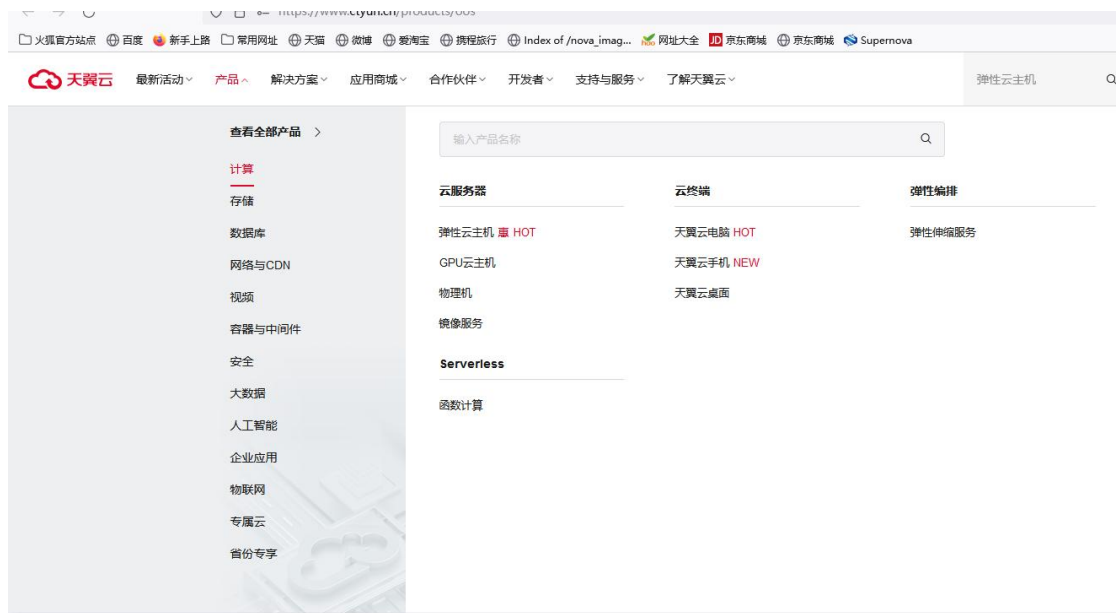 https://www.ctyun.cn/products/oos
火狐官方站点 百度 新手上路 常用网址 天猫 微博 爱淘宝 携程旅行 Index of /nova_imag... 网址大全 JD 京东商城 京东商城 Supernova
天翼云 最新活动 产品 解决方案 应用商城 合作伙伴 开发者 支持与服务 了解天翼云 弹性云主机
查看全部产品
输入产品名称
计算
云服务器 云终端 弹性编排
存储
数据库
弹性云主机 HOT 天翼云电脑 HOT 弹性伸缩服务
网络与CDN
GPU云主机 天翼云手机 NEW
视频
物理机 天翼云桌面
容器与中间件
镜像服务
安全
Serverless
大数据
函数计算
人工智能
企业应用
物联网
专属云
省份专享